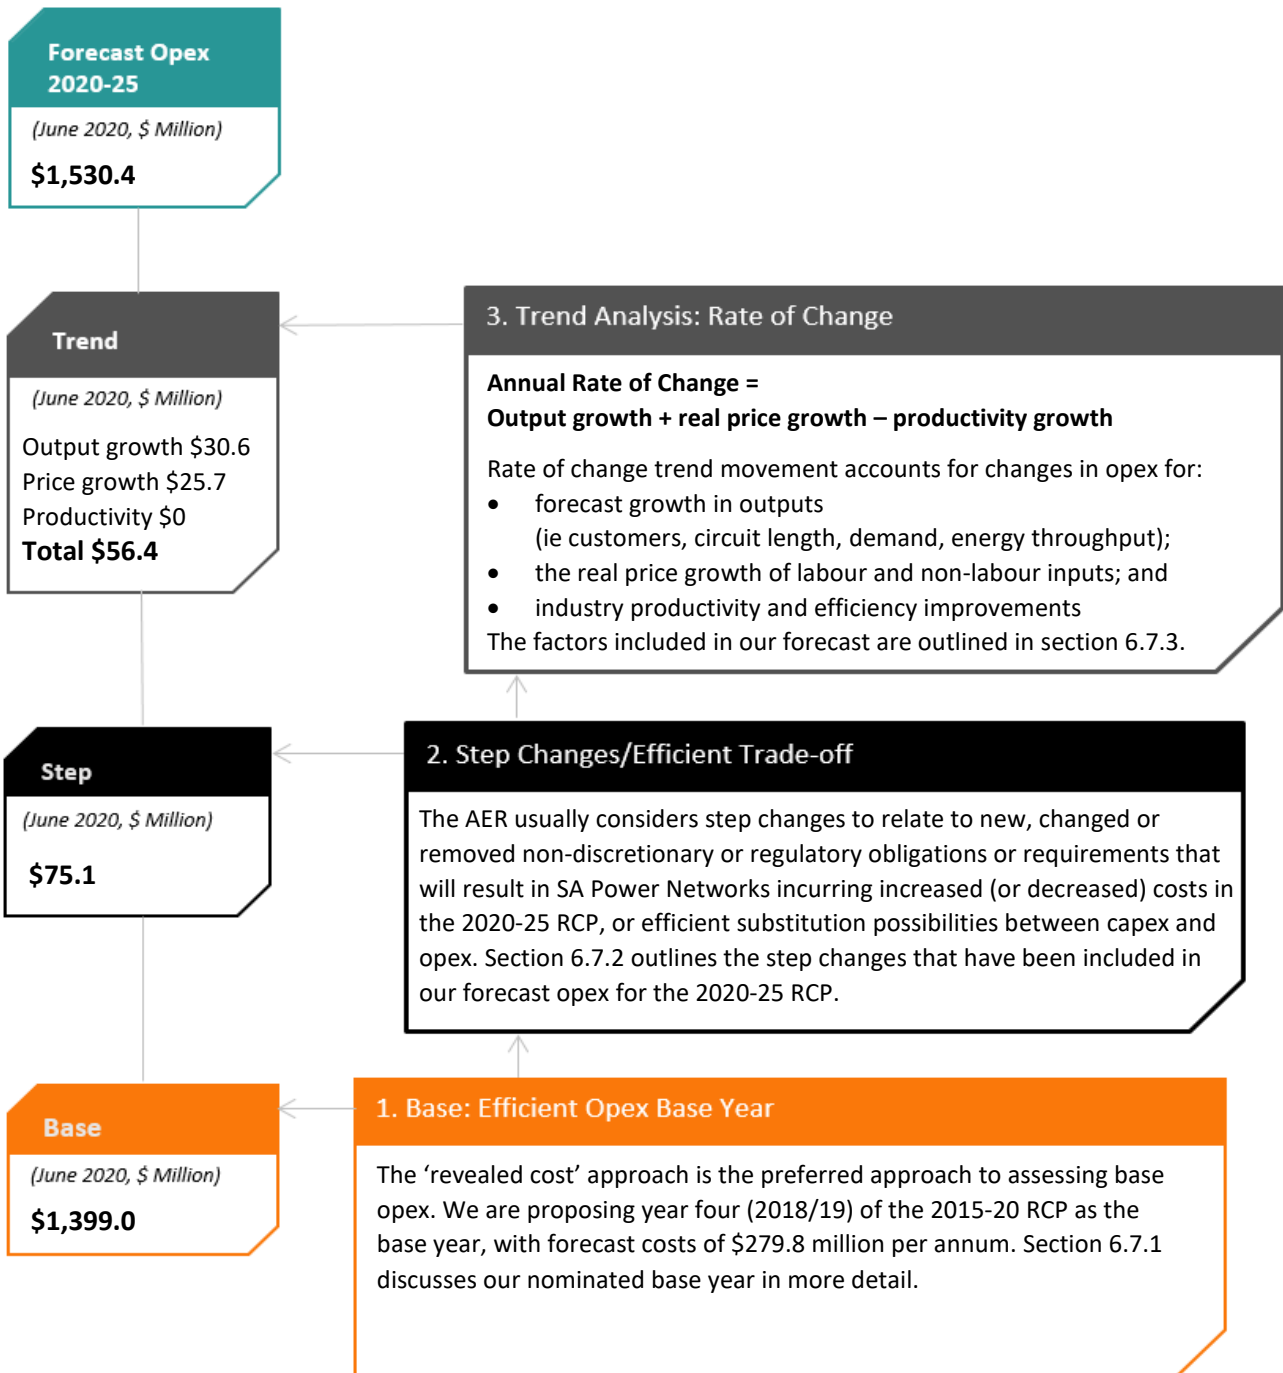 Forecast Opex
2020-25
(June 2020, $ Million)
$1,530.4
Trend
(June 2020, $ Million)
Output growth $30.6
Price growth $25.7
Productivity $0
Total $56.4
3. Trend Analysis: Rate of Change
Annual Rate of Change =
Output growth + real price growth – productivity growth
Rate of change trend movement accounts for changes in opex for:
• forecast growth in outputs
(ie customers, circuit length, demand, energy throughput);
• the real price growth of labour and non-labour inputs; and
• industry productivity and efficiency improvements
The factors included in our forecast are outlined in section 6.7.3.
Step
(June 2020, $ Million)
$75.1
2. Step Changes/Efficient Trade-off
The AER usually considers step changes to relate to new, changed or
removed non-discretionary or regulatory obligations or requirements that
will result in SA Power Networks incurring increased (or decreased) costs in
the 2020-25 RCP, or efficient substitution possibilities between capex and
opex. Section 6.7.2 outlines the step changes that have been included in
our forecast opex for the 2020-25 RCP.
Base
(June 2020, $ Million)
$1,399.0
1. Base: Efficient Opex Base Year
The ‘revealed cost’ approach is the preferred approach to assessing base
opex. We are proposing year four (2018/19) of the 2015-20 RCP as the
base year, with forecast costs of $279.8 million per annum. Section 6.7.1
discusses our nominated base year in more detail.